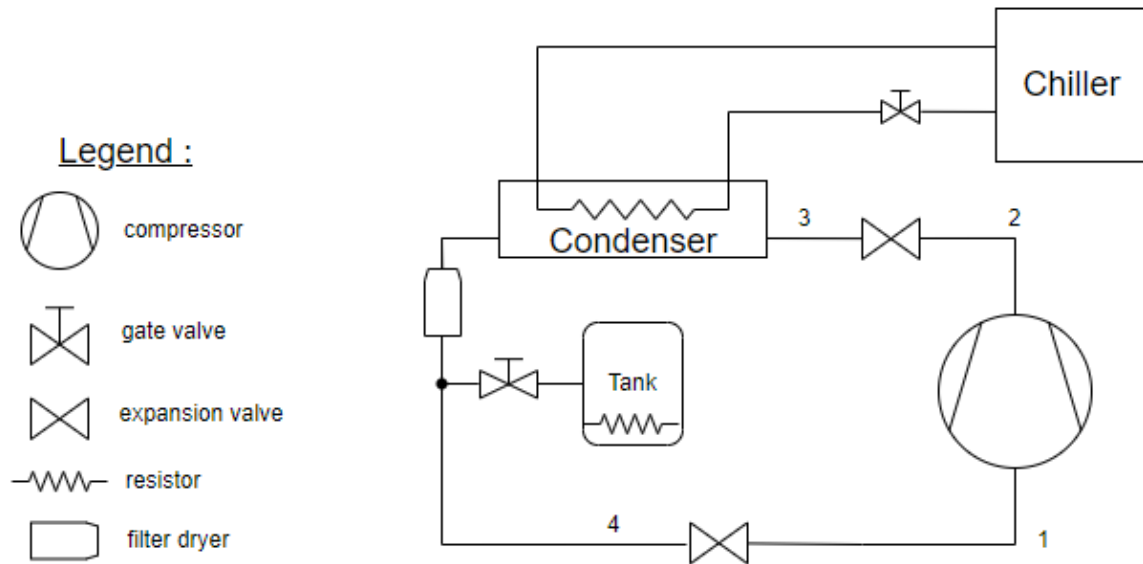 Chiller
Legend :
compressor
Condenser
3
2
gate valve
Tank
expansion valve
resistor
4
1
filter dryer